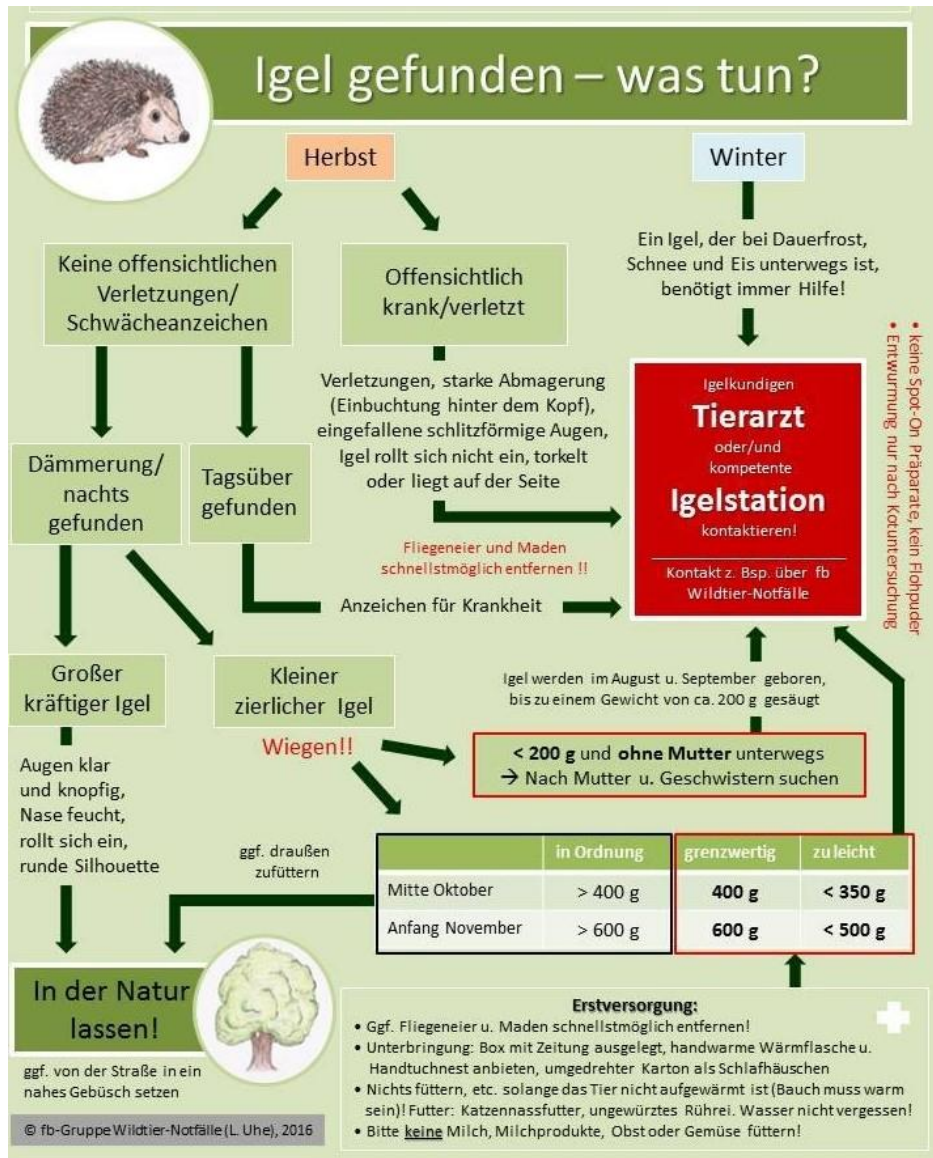 Igel gefunden – was tun?
Herbst
Winter
Keine offensichtlichen
Verletzungen/
Schwächeanzeichen
Offensichtlich
krank/verletzt
Ein Igel, der bei Dauerfrost,
Schnee und Eis unterwegs ist,
benötigt immer Hilfe!
Verletzungen, starke Abmagerung
(Einbuchtung hinter dem Kopf),
eingefallene schlitzförmige Augen,
Igel rollt sich nicht ein, torkelt
oder liegt auf der Seite
Igelkundigen
Tierarzt
oder/und
kompetente
Igelstation
kontaktieren!
Kontakt z. Bsp. über fb
Wildtier-Notfälle
• keine Spot-On Präparate, kein Flohpuder
• Entwurmung nur nach Kotuntersuchung
Dämmerung/
nachts
gefunden
Tagsüber
gefunden
Fliegeneier und Maden
schnellstmöglich entfernen !!
Anzeichen für Krankheit
Großer
kräftiger Igel
Kleiner
zierlicher Igel
Wiegen!!
Igel werden im August u. September geboren,
bis zu einem Gewicht von ca. 200 g gesäugt
< 200 g und ohne Mutter unterwegs
→ Nach Mutter u. Geschwistern suchen
Augen klar
und knopfig,
Nase feucht,
rollt sich ein,
runde Silhouette
ggf. draußen
zufüttern
in Ordnung grenzwertig zu leicht
Mitte Oktober > 400 g 400 g < 350 g
Anfang November > 600 g 600 g < 500 g
In der Natur
lassen!
ggf. von der Straße in ein
nahes Gebüsch setzen
Erstversorgung:
• Ggf. Fliegeneier u. Maden schnellstmöglich entfernen!
• Unterbringung: Box mit Zeitung ausgelegt, handwarme Wärmflasche u.
Handtuchnest anbieten, umgedrehter Karton als Schlafhäuschen
• Nichts füttern, etc. solange das Tier nicht aufgewärmt ist (Bauch muss warm
sein)! Futter: Katzennassfutter, ungewürztes Rührei. Wasser nicht vergessen!
• Bitte keine Milch, Milchprodukte, Obst oder Gemüse füttern!
© fb-Gruppe Wildtier-Notfälle (L. Uhe), 2016